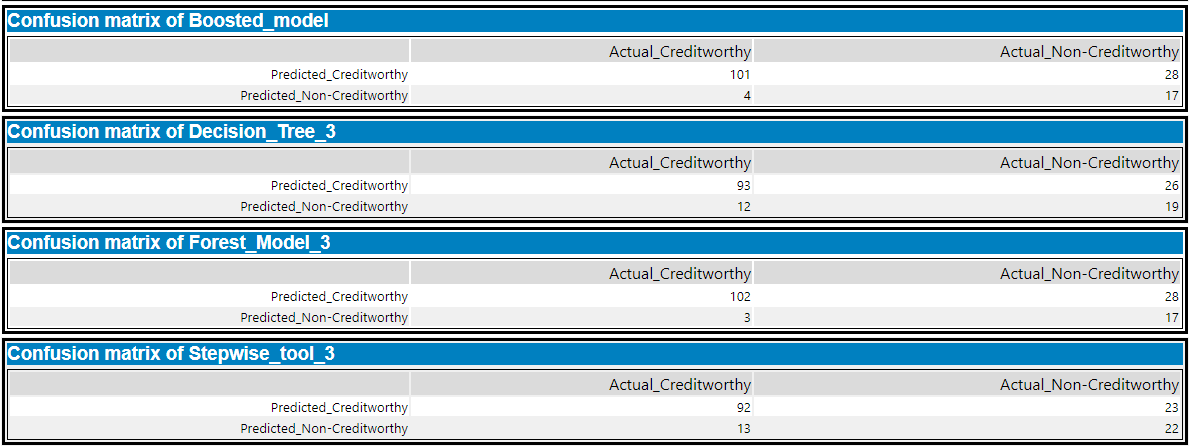 Confusion matrix of Boosted_model
Actual_Creditworthy Actual_Non-Creditworthy
Predicted_Creditworthy 101 28
Predicted_Non-Creditworthy 4 17
Confusion matrix of Decision_Tree_3
Actual_Creditworthy Actual_Non-Creditworthy
Predicted_Creditworthy 93 26
Predicted_Non-Creditworthy 12 19
Confusion matrix of Forest_Model_3
Actual_Creditworthy Actual_Non-Creditworthy
Predicted_Creditworthy 102 28
Predicted_Non-Creditworthy 3 17
Confusion matrix of Stepwise_tool_3
Actual_Creditworthy Actual_Non-Creditworthy
Predicted_Creditworthy 92 23
Predicted_Non-Creditworthy 13 22